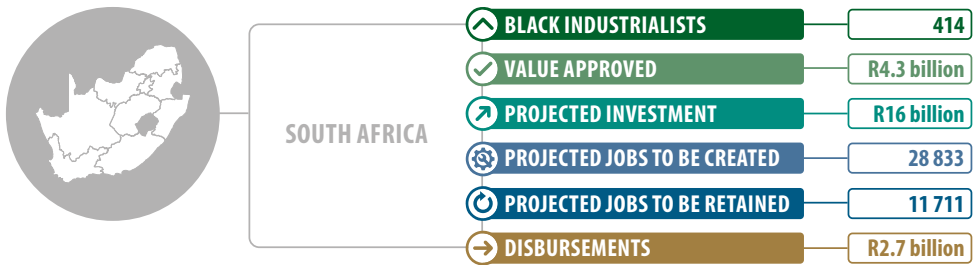 SOUTH AFRICA
BLACK INDUSTRIALISTS 414
VALUE APPROVED R4.3 billion
PROJECTED INVESTMENT R16 billion
PROJECTED JOBS TO BE CREATED 28 833
PROJECTED JOBS TO BE RETAINED 11 711
DISBURSEMENTS R2.7 billion